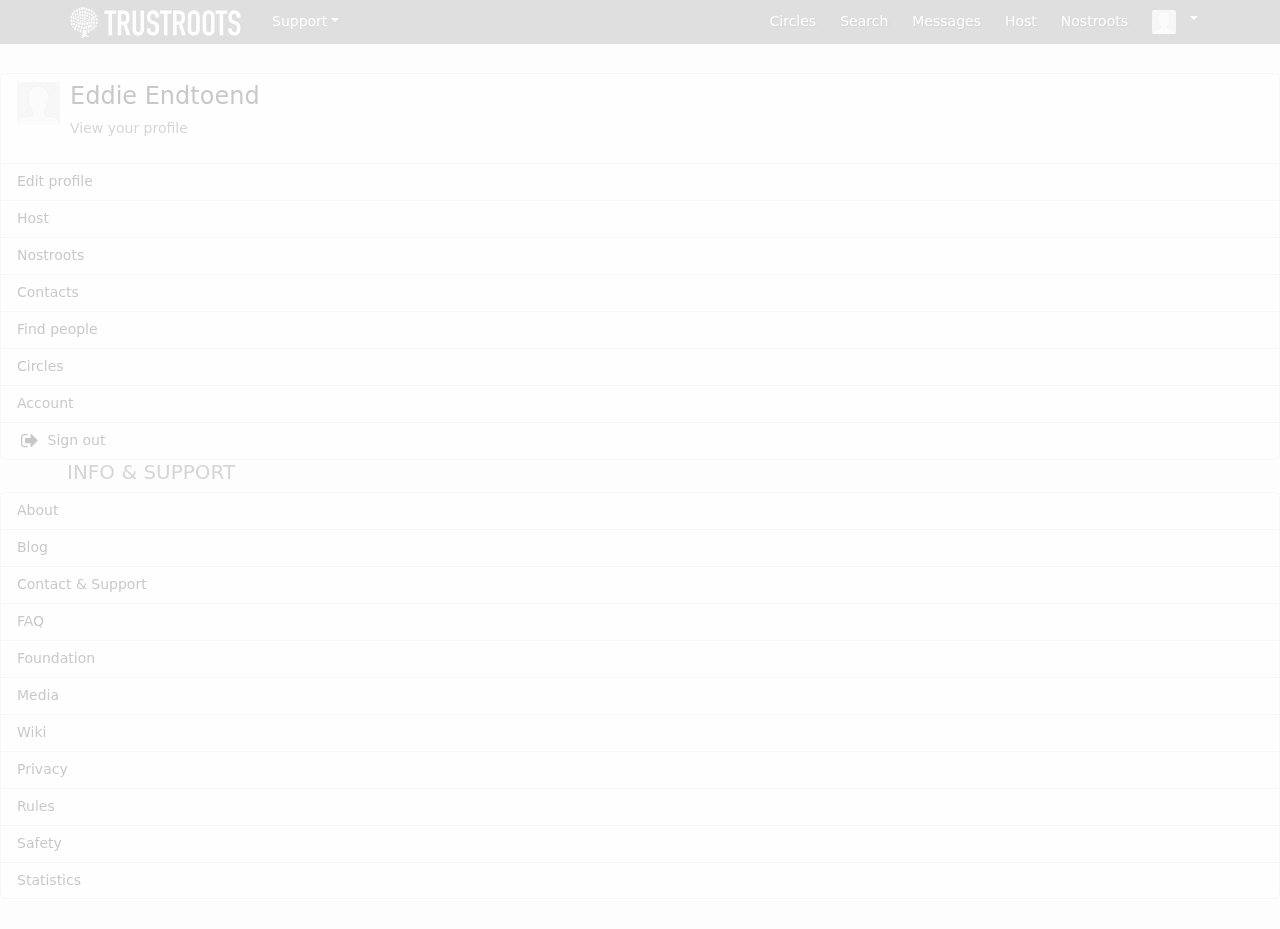 TRUSTROOTS Support Circles Search Messages Host Nostroots
Eddie Endtoend
View your profile
Edit profile
Host
Nostroots
Contacts
Find people
Circles
Account
Sign out
INFO & SUPPORT
About
Blog
Contact & Support
FAQ
Foundation
Media
Wiki
Privacy
Rules
Safety
Statistics